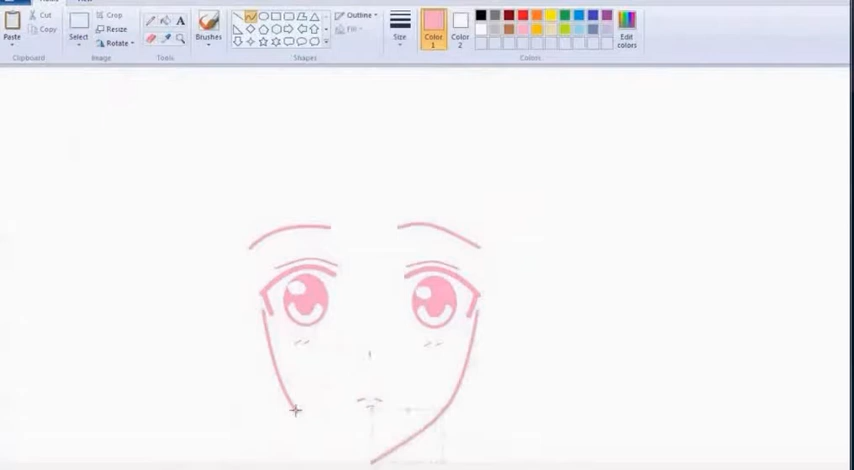 Cut
Copy
Paste
Clipboard
Crop
Resize
Rotate
Select
Image
A
Tools
Brushes
Outline
Fill
Shapes
Size
Color 1
Color 2
Edit colors
Colors